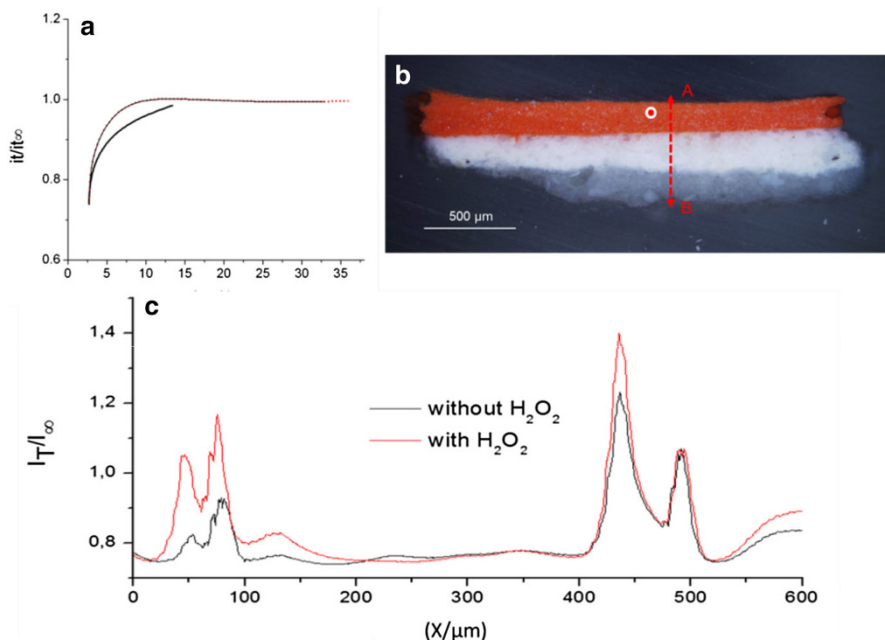 a
1.2
1.0
0.8
0.6
it/it∞
0 5 10 15 20 25 30 35
b
A
B
500 µm
c
1,4
1,2
1,0
0,8
I_T/I_∞
without H₂O₂
with H₂O₂
0 100 200 300 400 500 600
(X/µm)